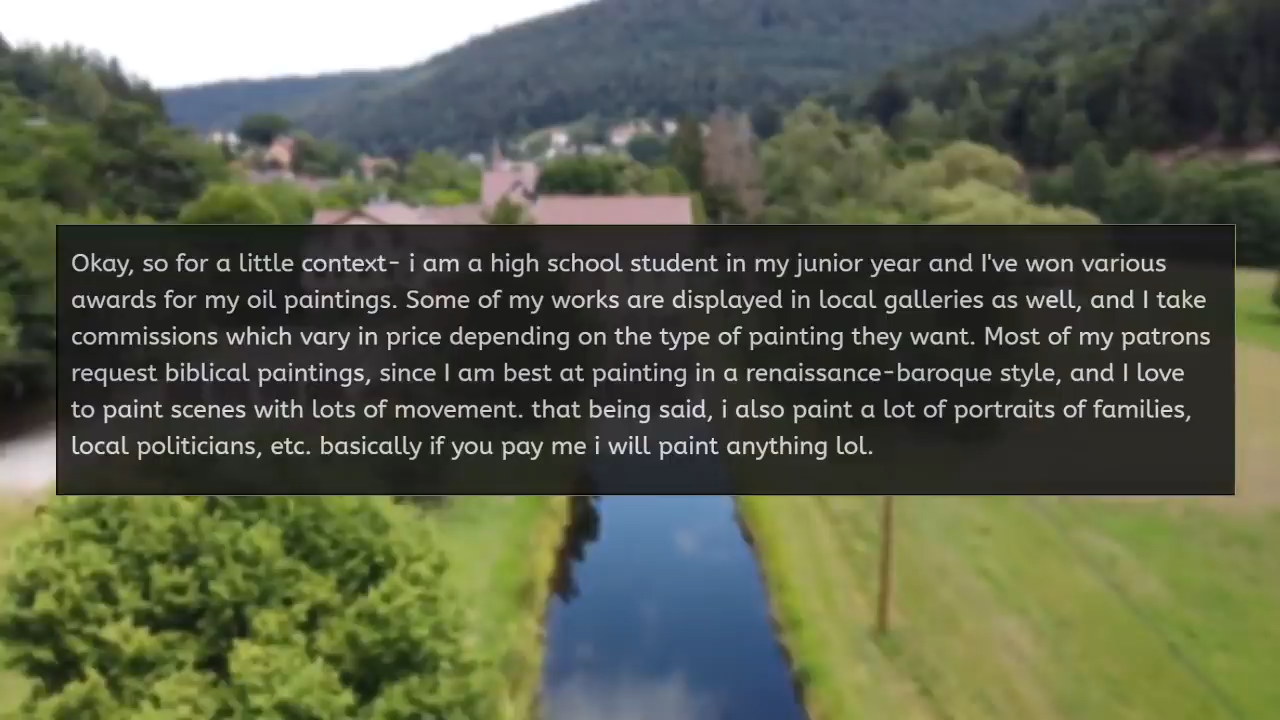 Okay, so for a little context- i am a high school student in my junior year and I've won various
awards for my oil paintings. Some of my works are displayed in local galleries as well, and I take
commissions which vary in price depending on the type of painting they want. Most of my patrons
request biblical paintings, since I am best at painting in a renaissance-baroque style, and I love
to paint scenes with lots of movement. that being said, i also paint a lot of portraits of families,
local politicians, etc. basically if you pay me i will paint anything lol.